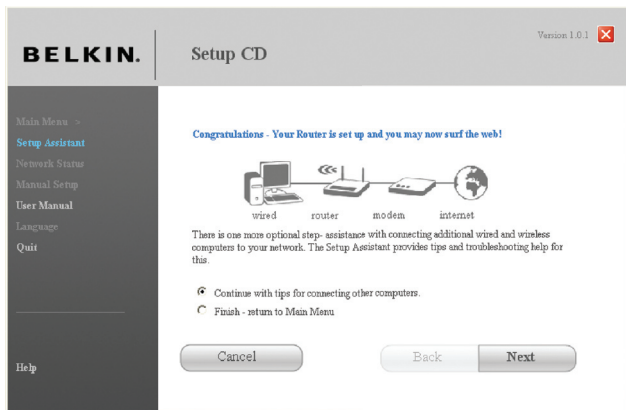 BELKIN.
Setup CD
Version 1.0.1
Main Menu >
Setup Assistant
Network Status
Manual Setup
User Manual
Language
Quit
Help
Congratulations - Your Router is set up and you may now surf the web!
wired router modem internet
There is one more optional step- assistance with connecting additional wired and wireless
computers to your network. The Setup Assistant provides tips and troubleshooting help for
this.
Continue with tips for connecting other computers.
Finish - return to Main Menu
Cancel
Back
Next